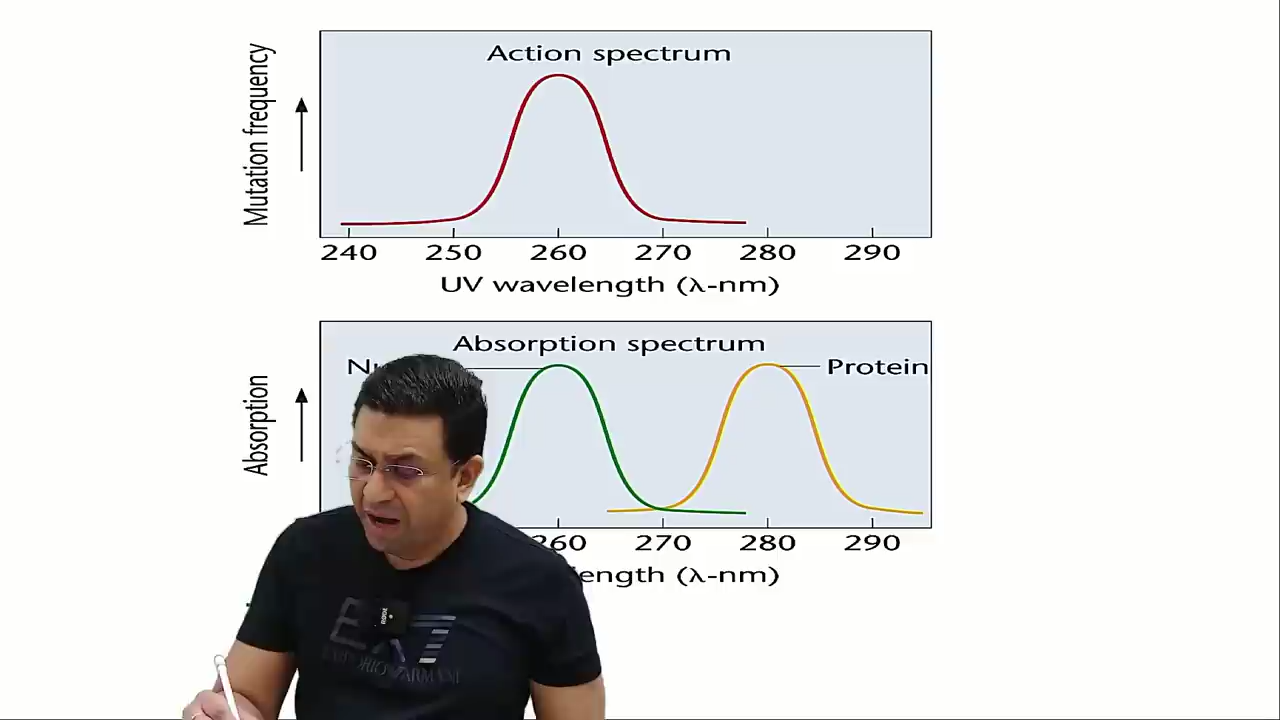 Action spectrum
Mutation frequency
240 250 260 270 280 290
UV wavelength (λ-nm)
Absorption spectrum
Protein
Absorption
260 270 280 290
(λ-nm)
RODE